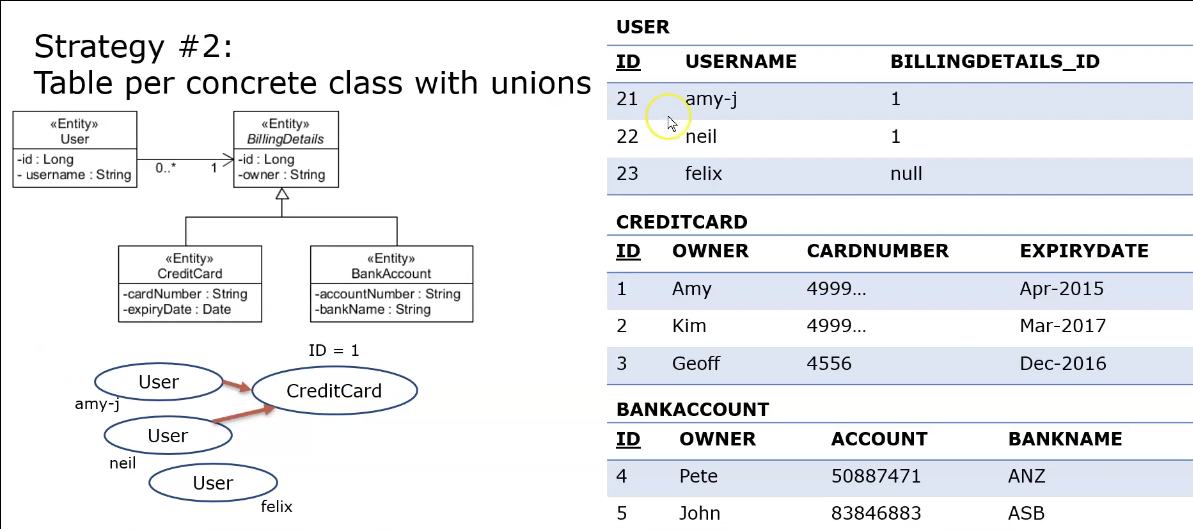 Strategy #2:
Table per concrete class with unions
«Entity»
User
-id : Long
- username : String
0..*
1
«Entity»
BillingDetails
-id : Long
-owner : String
«Entity»
CreditCard
-cardNumber : String
-expiryDate : Date
«Entity»
BankAccount
-accountNumber : String
-bankName : String
ID = 1
User
amy-j
CreditCard
User
neil
User
felix
USER
ID USERNAME BILLINGDETAILS_ID
21 amy-j 1
22 neil 1
23 felix null
CREDITCARD
ID OWNER CARDNUMBER EXPIRYDATE
1 Amy 4999... Apr-2015
2 Kim 4999... Mar-2017
3 Geoff 4556 Dec-2016
BANKACCOUNT
ID OWNER ACCOUNT BANKNAME
4 Pete 50887471 ANZ
5 John 83846883 ASB